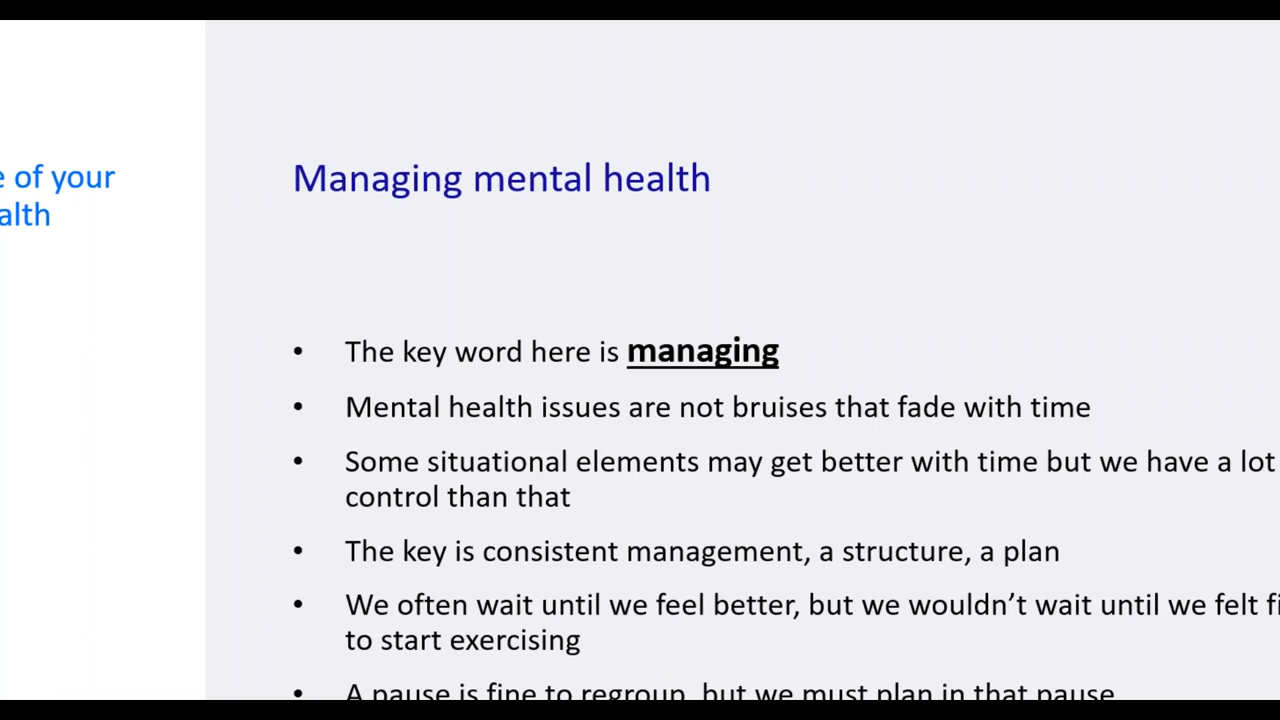 e of your
alth
Managing mental health
• The key word here is managing
• Mental health issues are not bruises that fade with time
• Some situational elements may get better with time but we have a lot
control than that
• The key is consistent management, a structure, a plan
• We often wait until we feel better, but we wouldn’t wait until we felt fi
to start exercising
• A pause is fine to regroup, but we must plan in that pause